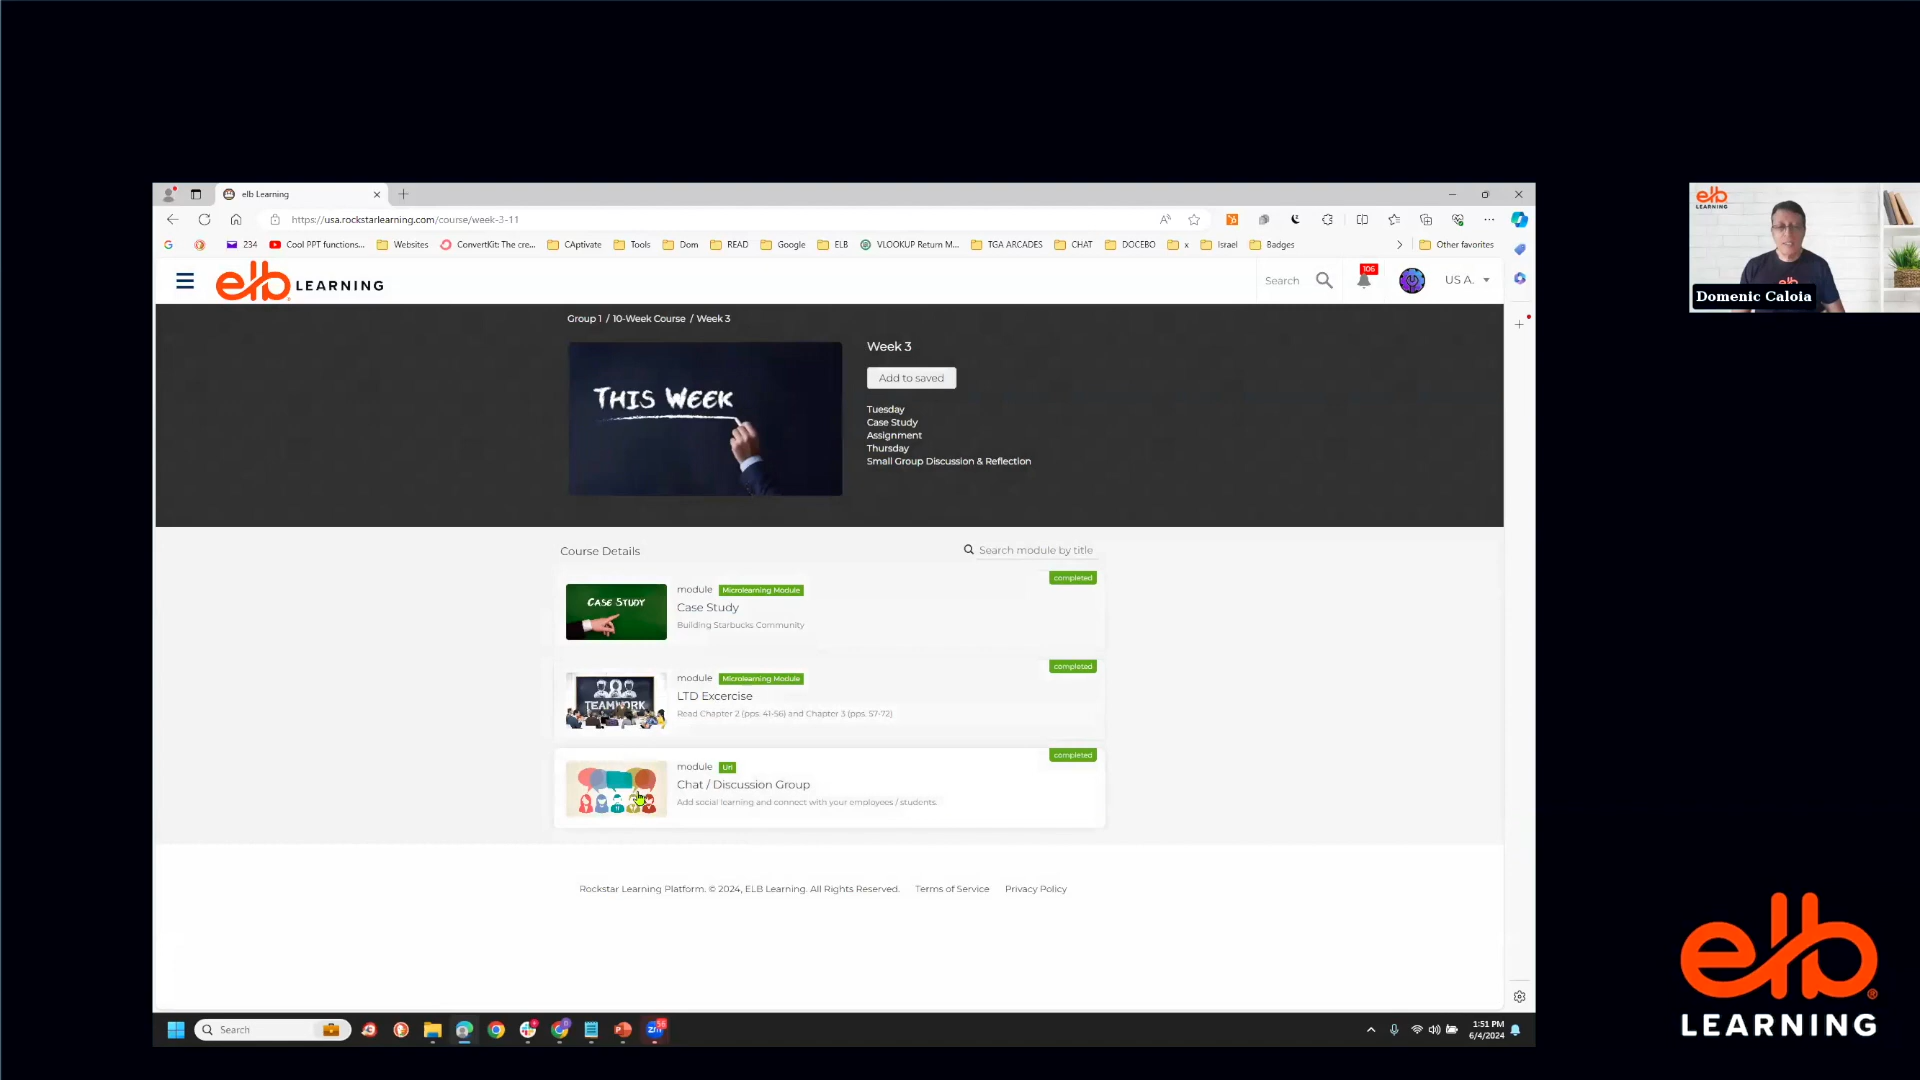 elb Learning
https://usa.rockstarlearning.com/course/week-3-11
234
Cool PPT functions...
Websites
ConvertKit: The cre...
CAptivate
Tools
Dom
READ
Google
ELB
VLOOKUP Return M...
TGA ARCADES
CHAT
DOCEBO
x
Israel
Badges
Other favorites
elb LEARNING
Search
106
US A.
elb
LEARNING
Domenic Caloia
Group 1 / 10-Week Course / Week 3
THIS WEEK
Week 3
Add to saved
Tuesday
Case Study
Assignment
Thursday
Small Group Discussion & Reflection
Course Details
Search module by title
CASE STUDY
module Microlearning Module
completed
Case Study
Building Starbucks Community
TEAMWORK
module Microlearning Module
completed
LTD Excercise
Read Chapter 2 (pps. 41-56) and Chapter 3 (pps. 57-72)
module Url
completed
Chat / Discussion Group
Add social learning and connect with your employees / students.
Rockstar Learning Platform. © 2024, ELB Learning. All Rights Reserved.
Terms of Service
Privacy Policy
Search
1:51 PM
6/4/2024
elb®
LEARNING